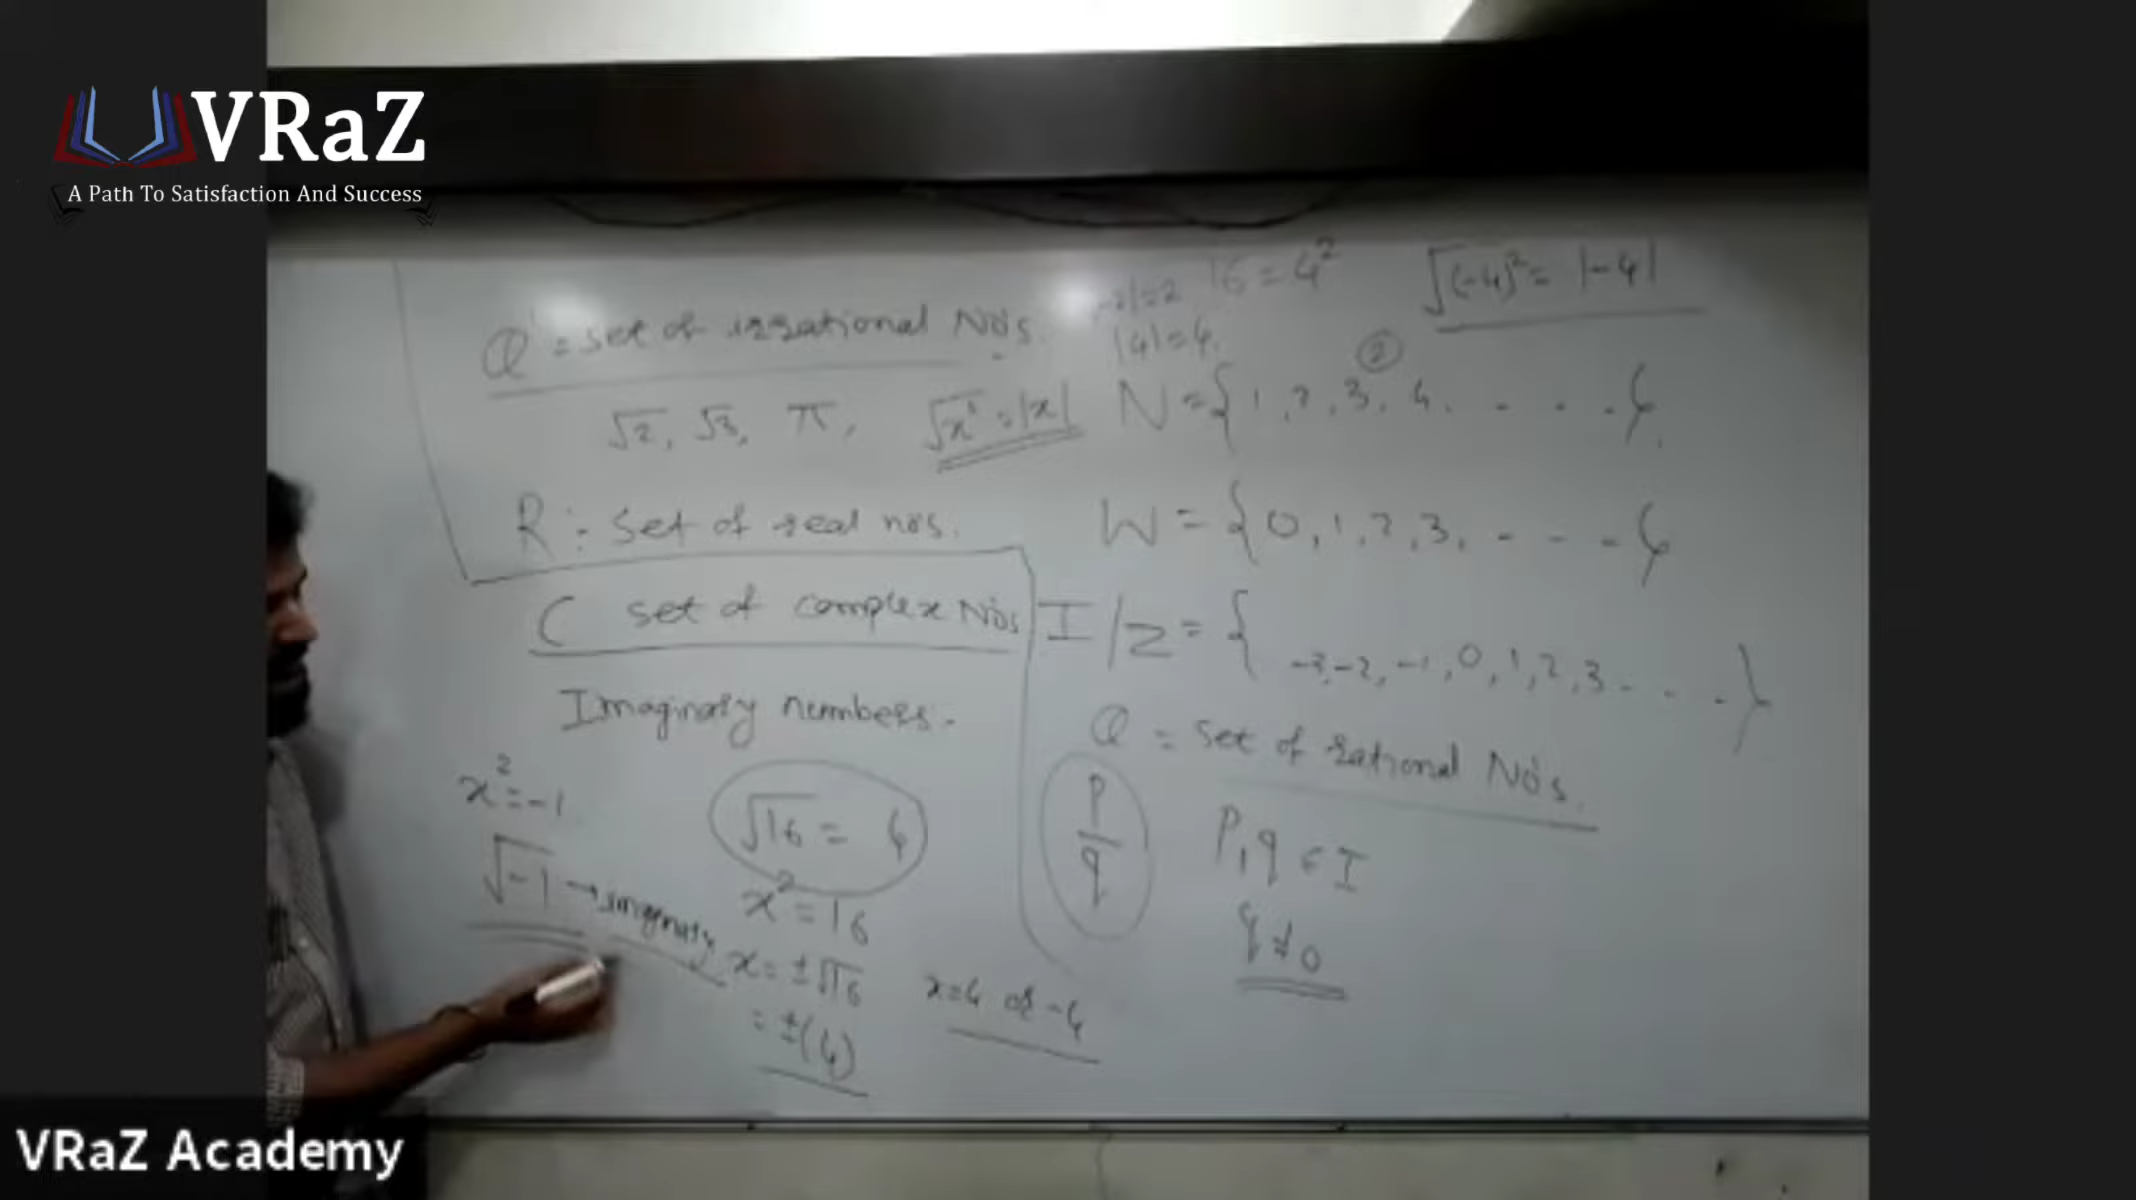 VRaZ
A Path To Satisfaction And Success
Q' = set of irrational No's.
√2, √3, π, √x² = |x|
R : set of real nos.
C set of complex No's
Imaginary numbers.
x² = -1
√-1 → imaginary
√16 = 4
x² = 16
x = ±√16
= ±(4)
x=4 or -4
-2|=2
|4|=4.
16 = 4²
√(-4)² = |-4|
2
N = { 1, 2, 3, 4, . . . . }
W = { 0, 1, 2, 3, - - - }
I/Z = { -3, -2, -1, 0, 1, 2, 3 - . . . }
Q = set of rational No's.
p/q
P, q ∈ I
q ≠ 0
VRaZ Academy